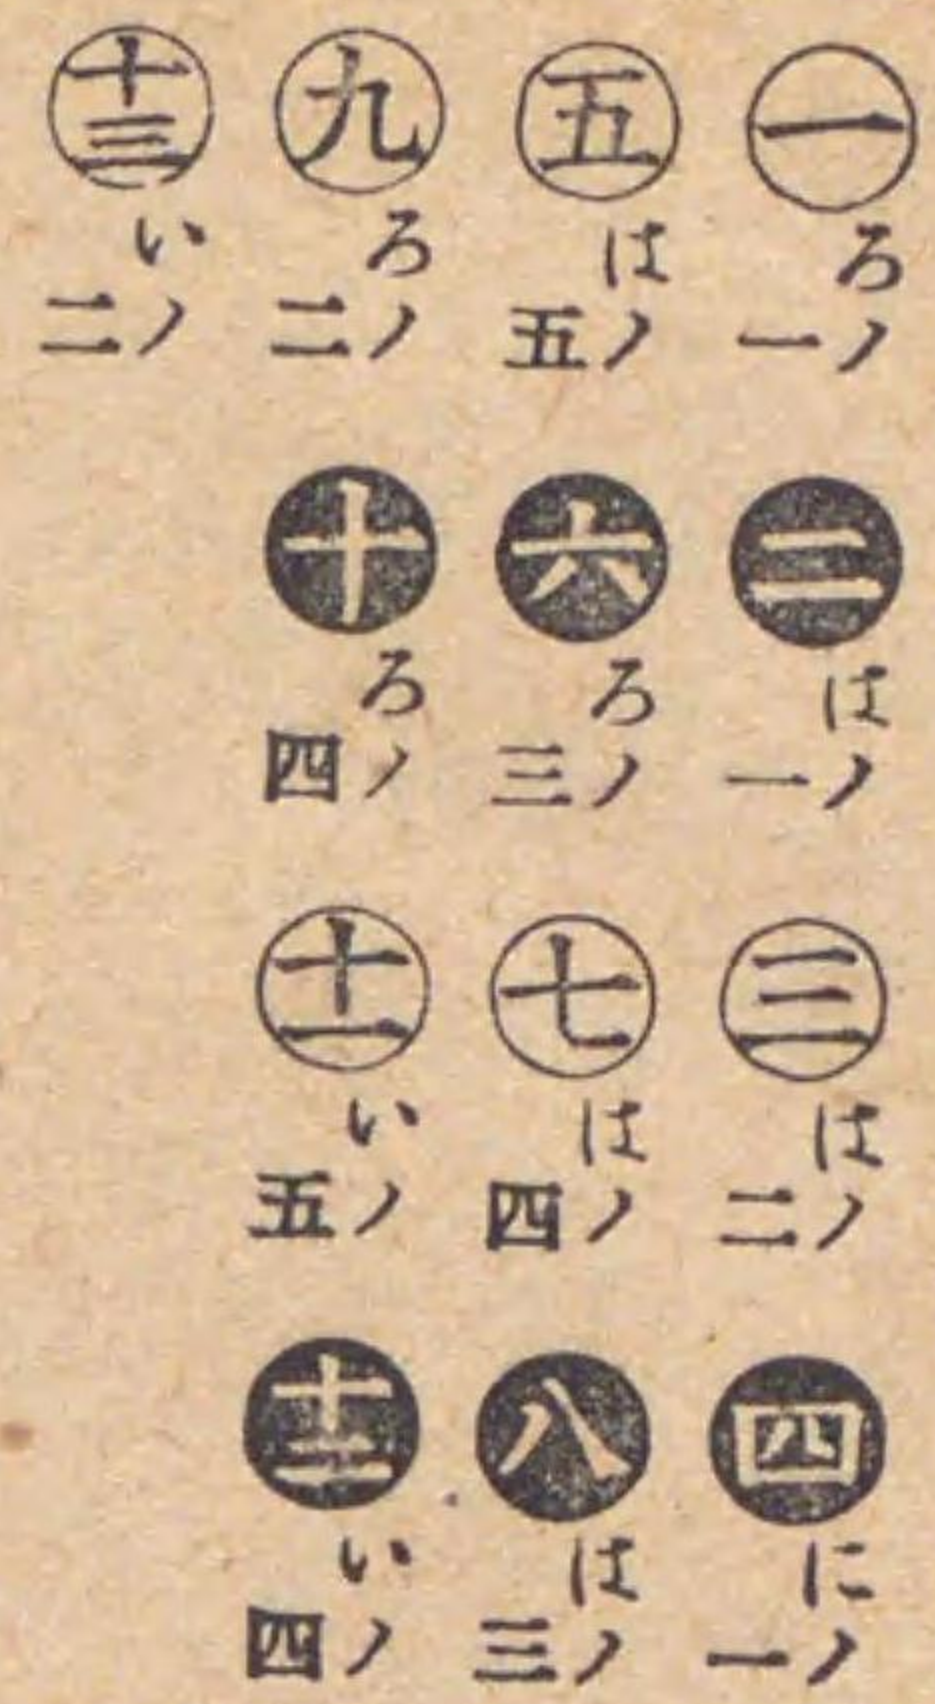 一 ろノ一
二 はノ一
三 はノ二
四 にノ一
五 はノ五
六 ろノ三
七 はノ四
八 はノ三
九 ろノ二
十 ろノ四
十一 いノ五
十二 いノ四
十三 いノ二